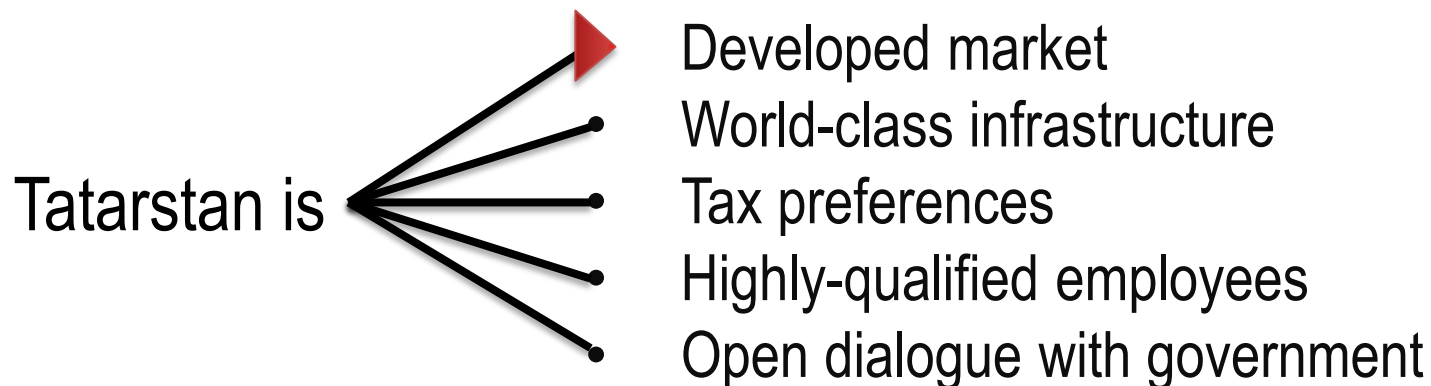 Developed market
World-class infrastructure
Tatarstan is
Tax preferences
Highly-qualified employees
Open dialogue with government